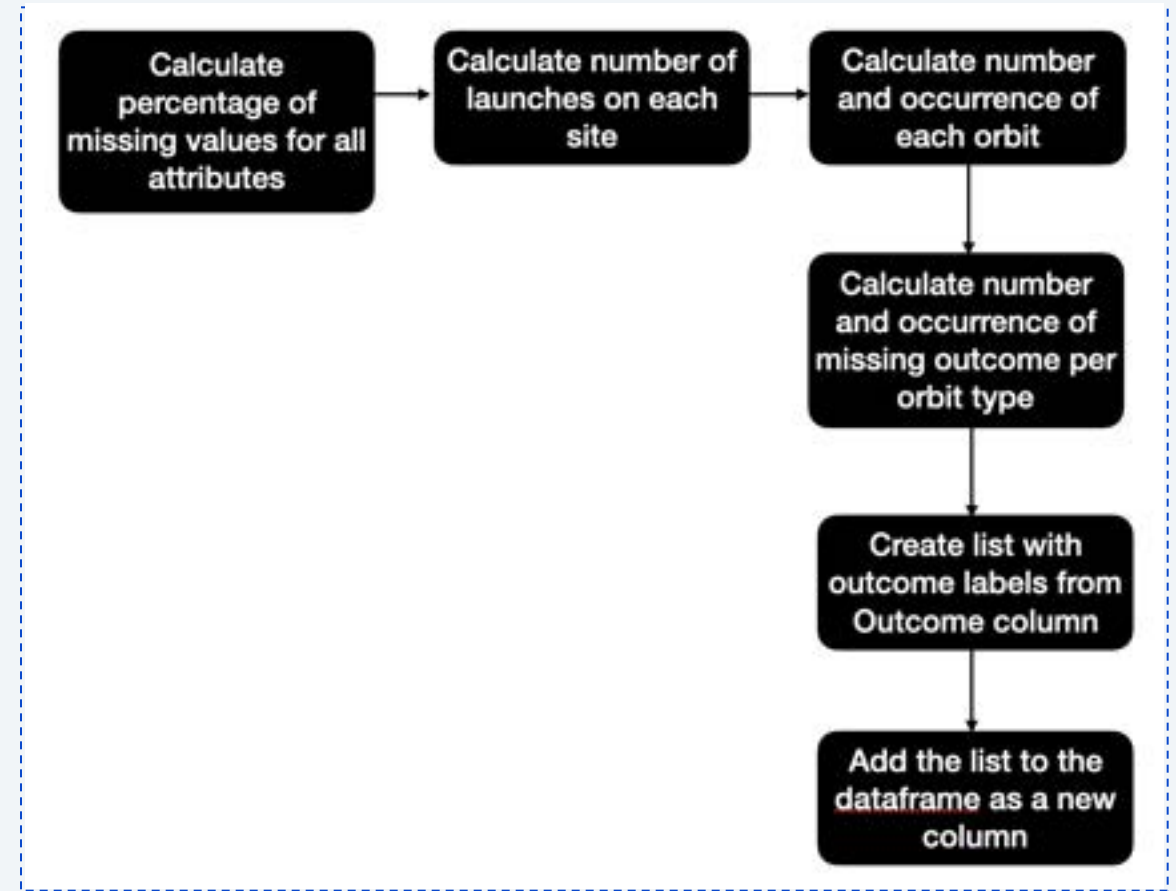 Calculate
percentage of
missing values for all
attributes
Calculate number of
launches on each
site
Calculate number
and occurrence of
each orbit
Calculate number
and occurrence of
missing outcome per
orbit type
Create list with
outcome labels from
Outcome column
Add the list to the
dataframe as a new
column